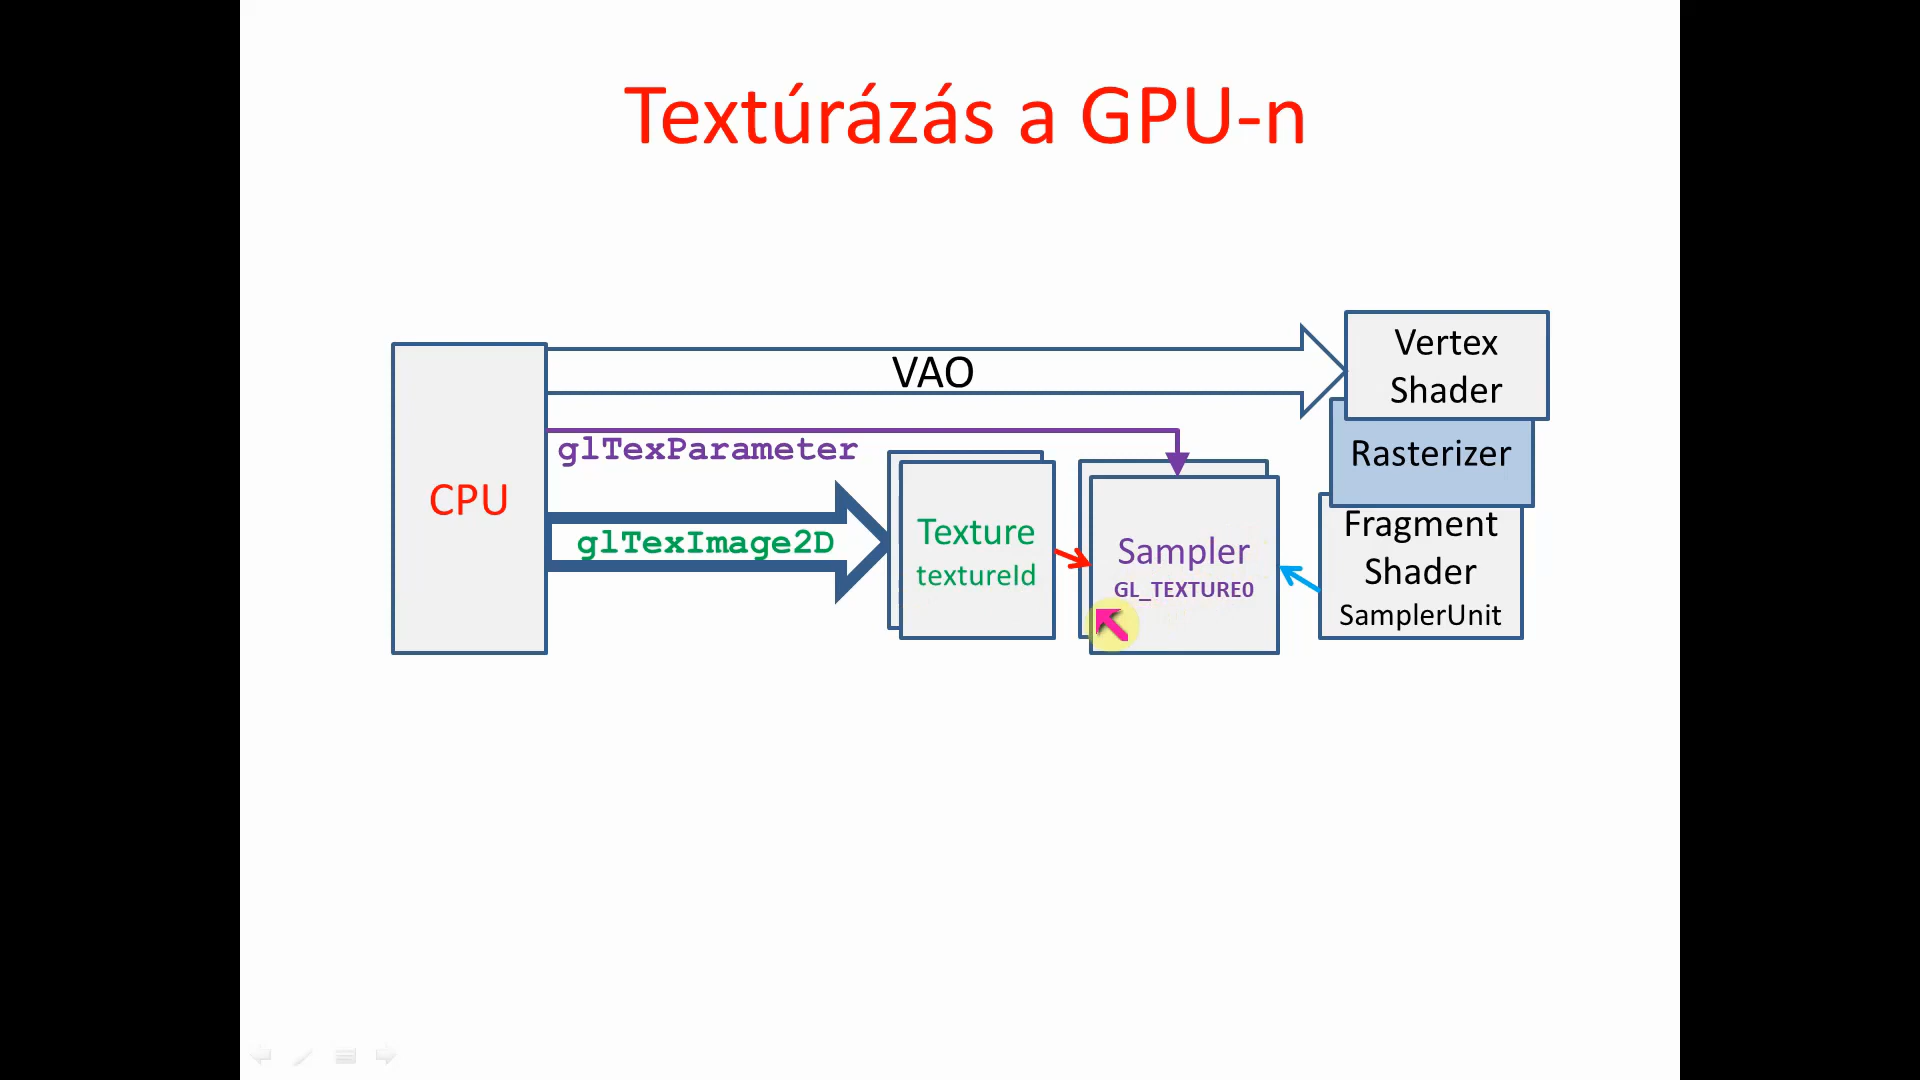 Textúrázás a GPU-n
CPU
VAO
glTexParameter
glTexImage2D
Texture
textureId
Sampler
GL_TEXTURE0
Vertex
Shader
Rasterizer
Fragment
Shader
SamplerUnit